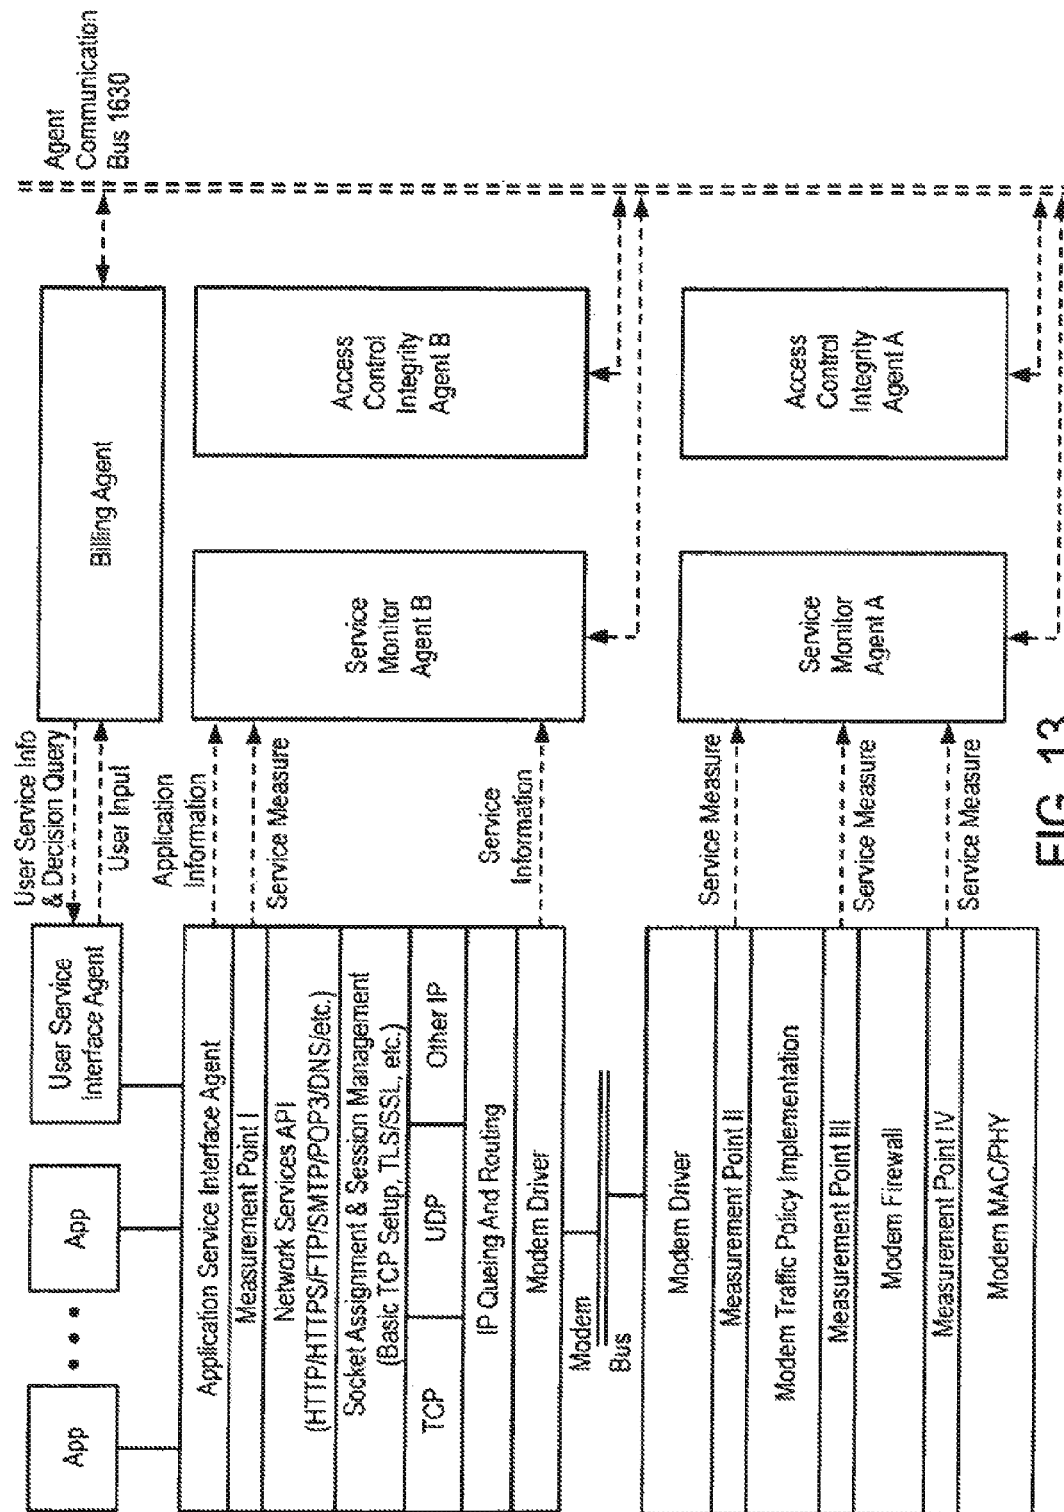 App
App
User Service
Interface Agent
User Service Info
& Decision Query
User Input
Billing Agent
Agent
Communication
Bus 1630
Application Service Interface Agent
Measurement Point I
Network Services API
(HTTP/HTTPS/FTP/SMTP/POP3/DNS/etc.)
Socket Assignment & Session Management
(Basic TCP Setup, TLS/SSL, etc.)
TCP
UDP
Other IP
IP Queing And Routing
Modem Driver
Application
Information
Service Measure
Service
Information
Service
Monitor
Agent B
Access
Control
Integrity
Agent B
Modem
Bus
Modem Driver
Measurement Point II
Modem Traffic Policy Implementation
Measurement Point III
Modem Firewall
Measurement Point IV
Modem MAC/PHY
Service Measure
Service Measure
Service Measure
Service
Monitor
Agent A
Access
Control
Integrity
Agent A
FIG. 13